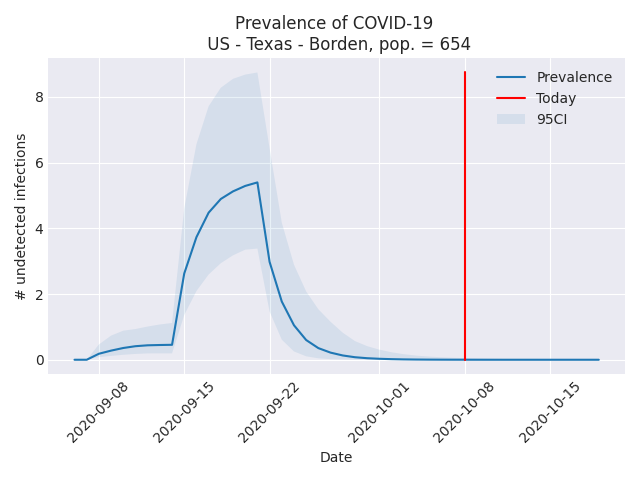 Prevalence of COVID-19
US - Texas - Borden, pop. = 654
Prevalence
Today
95CI
# undetected infections
8
6
4
2
0
2020-09-08
2020-09-15
2020-09-22
2020-10-01
2020-10-08
2020-10-15
Date